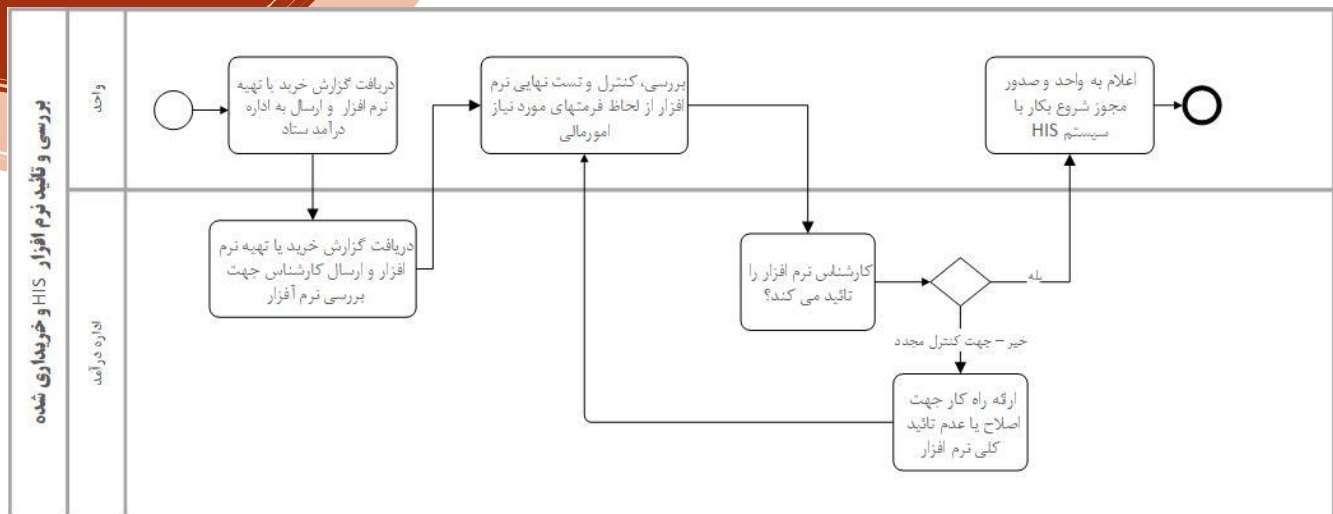 بررسی و تائید نرم افزار HIS و خریداری شده
واحد
دریافت گزارش خرید یا تهیه
نرم افزار و ارسال به اداره
درآمد ستاد
بررسی، کنترل و تست نهایی نرم
افزار از لحاظ فرمتهای مورد نیاز
امورمالی
اعلام به واحد و صدور
مجوز شروع بکار با
سیستم HIS
اداره درآمد
دریافت گزارش خرید یا تهیه نرم
افزار و ارسال کارشناس جهت
بررسی نرم آفزار
کارشناس نرم افزار را
تائید می کند؟
بله
خیر – جهت کنترل مجدد
ارائه راه کار جهت
اصلاح یا عدم تائید
کلی نرم افزار